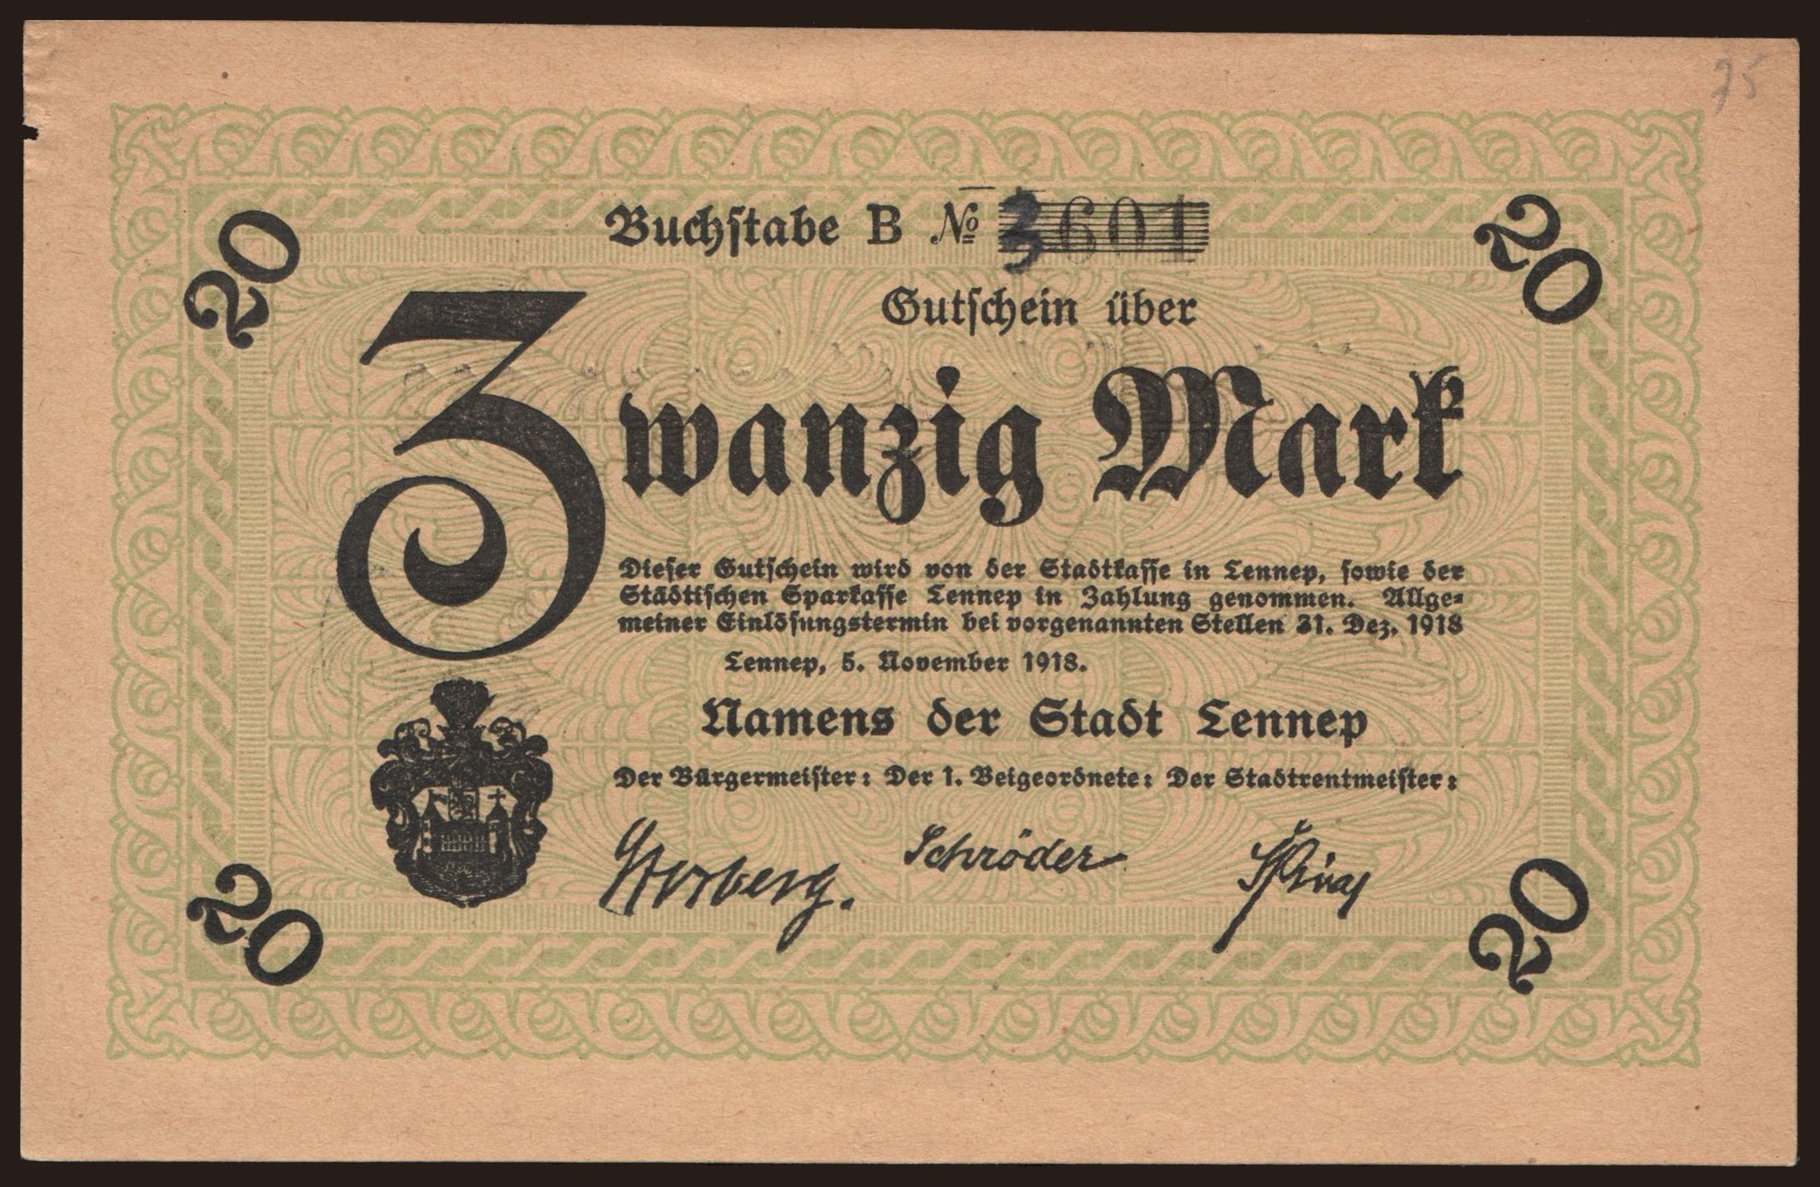 75
20
20
Buchstabe B № 3601
Gutschein über
Zwanzig Mark
Dieser Gutschein wird von der Stadtkasse in Lennep, sowie der
Städtischen Sparkasse Lennep in Zahlung genommen. Allge=
meiner Einlösungstermin bei vorgenannten Stellen 31. Dez. 1918
Lennep, 5. November 1918.
Namens der Stadt Lennep
Der Bürgermeister: Der 1. Beigeordnete: Der Stadtrentmeister:
Schröder
20
20